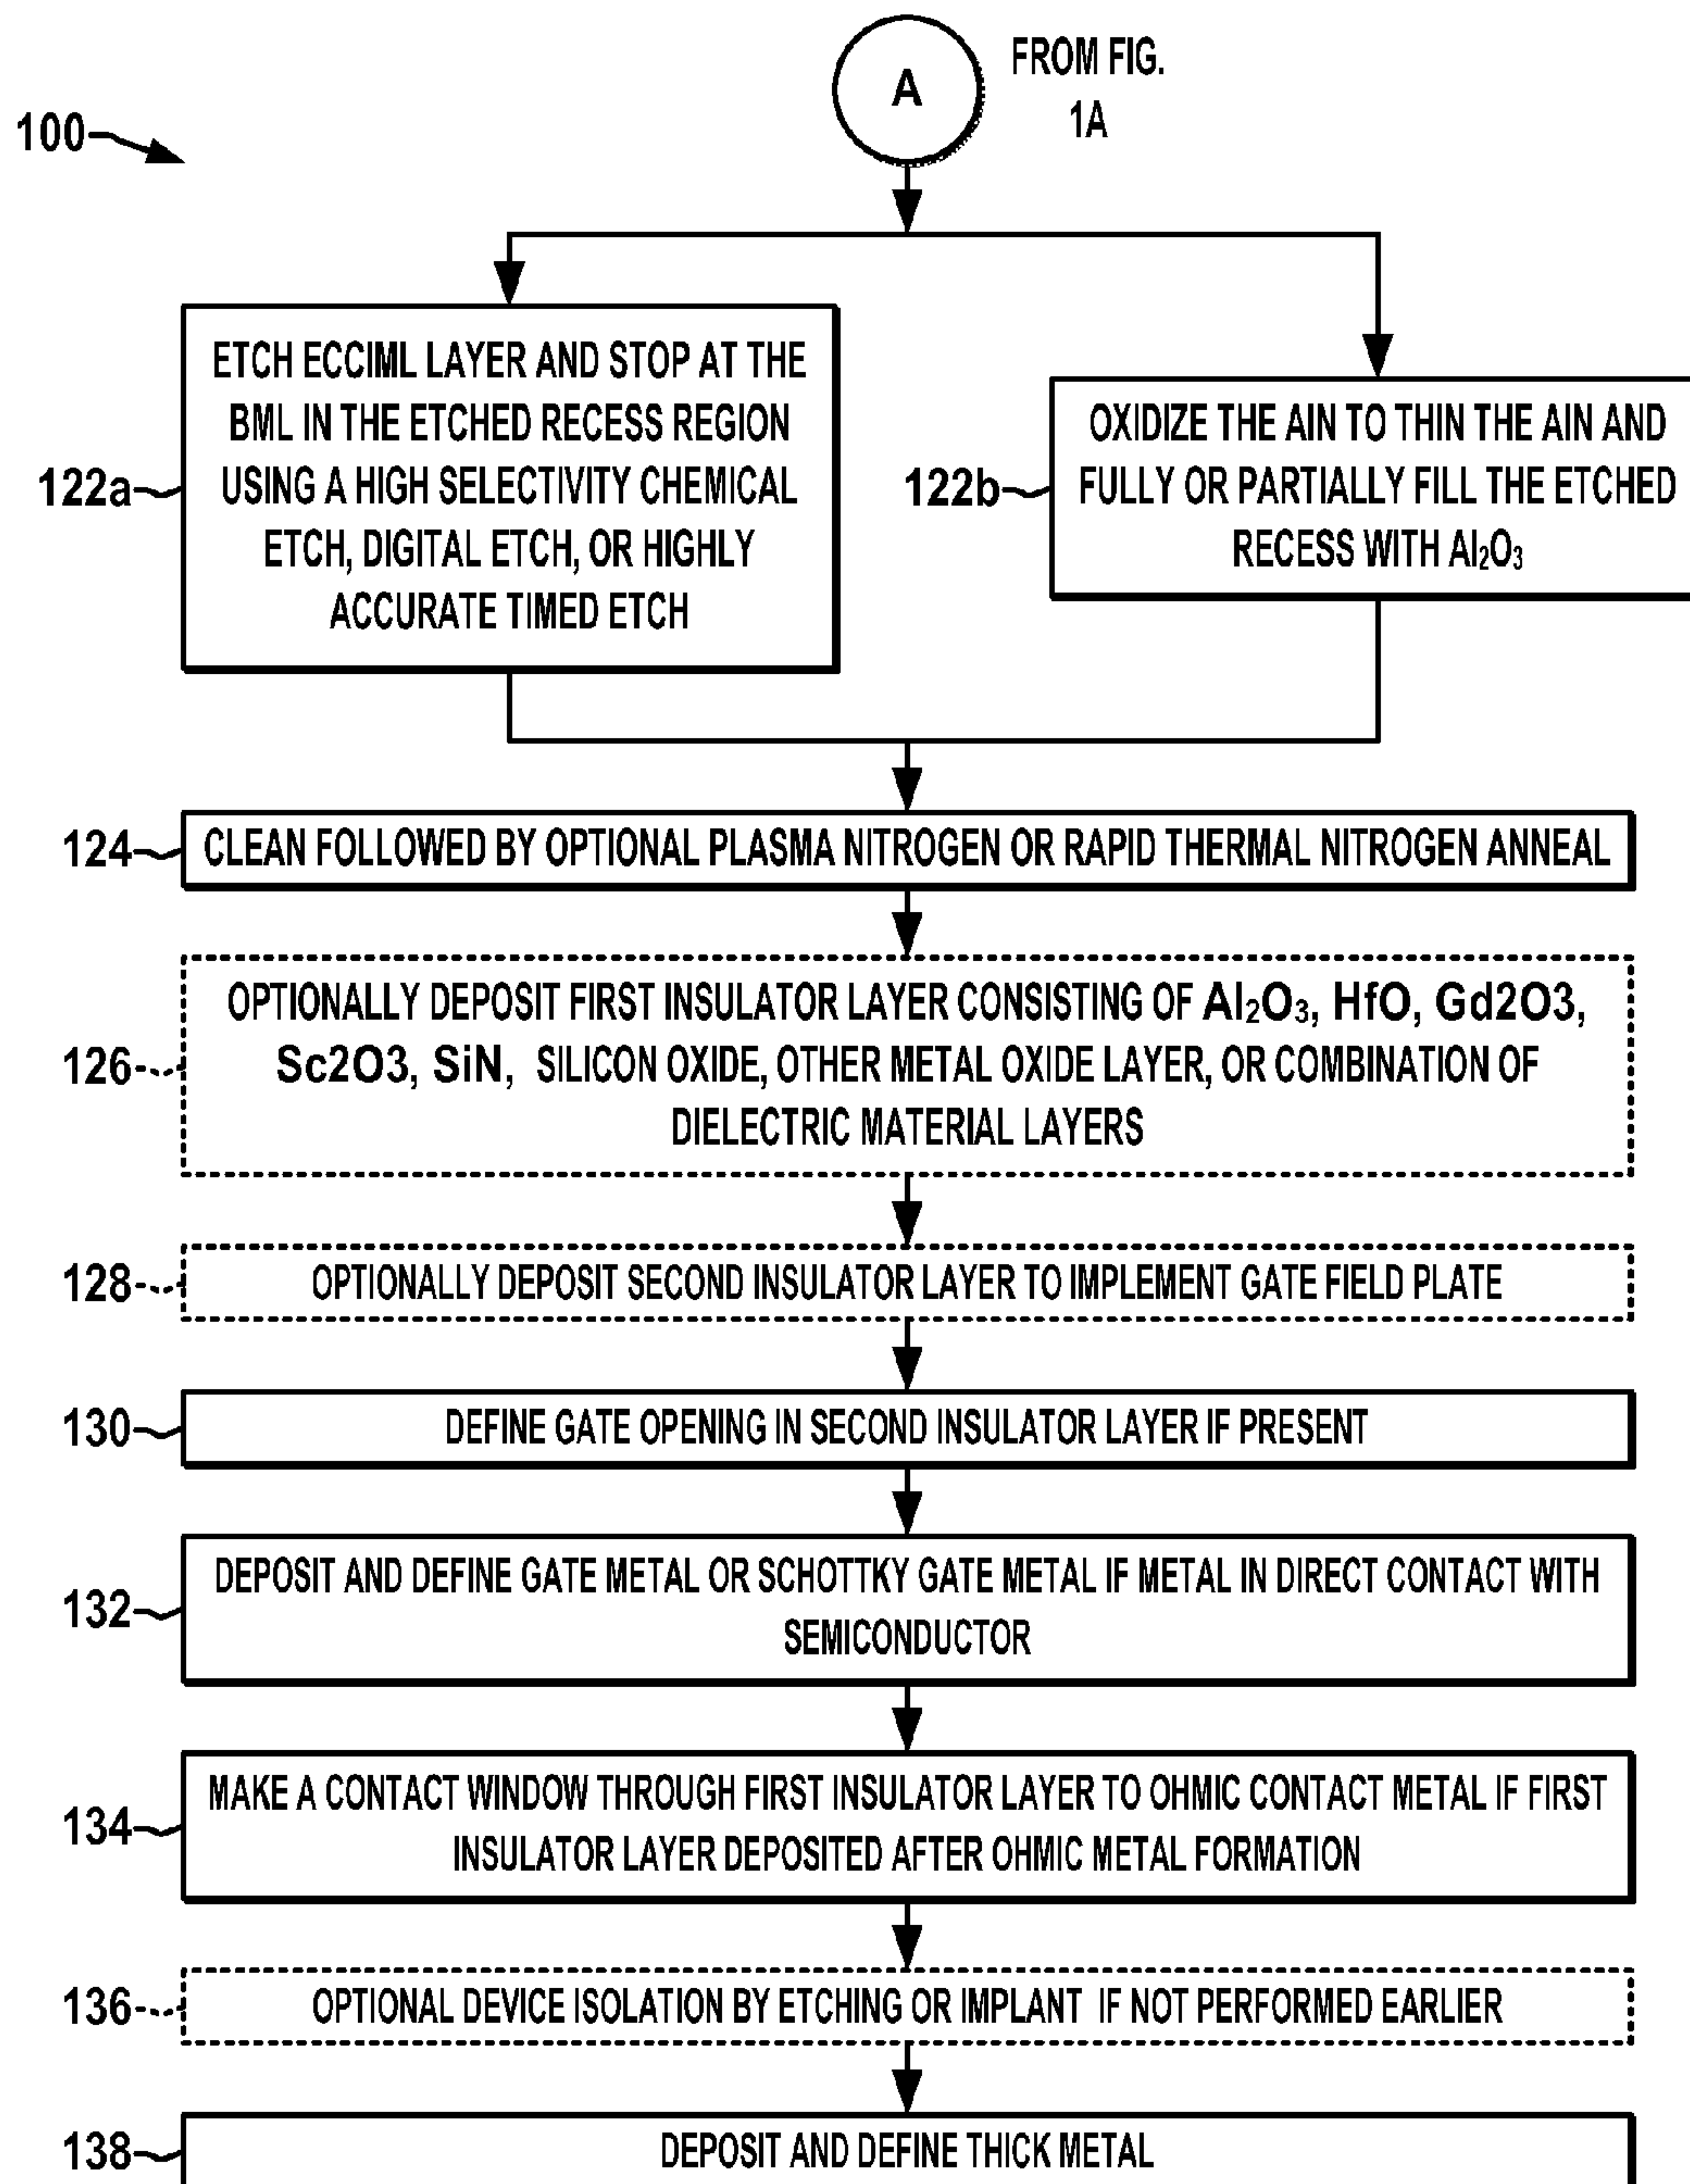 A
FROM FIG.
1A
100
122a
ETCH ECCIML LAYER AND STOP AT THE
BML IN THE ETCHED RECESS REGION
USING A HIGH SELECTIVITY CHEMICAL
ETCH, DIGITAL ETCH, OR HIGHLY
ACCURATE TIMED ETCH
122b
OXIDIZE THE AIN TO THIN THE AIN AND
FULLY OR PARTIALLY FILL THE ETCHED
RECESS WITH Al₂O₃
124
CLEAN FOLLOWED BY OPTIONAL PLASMA NITROGEN OR RAPID THERMAL NITROGEN ANNEAL
126
OPTIONALLY DEPOSIT FIRST INSULATOR LAYER CONSISTING OF Al₂O₃, HfO, Gd2O3,
Sc2O3, SiN, SILICON OXIDE, OTHER METAL OXIDE LAYER, OR COMBINATION OF
DIELECTRIC MATERIAL LAYERS
128
OPTIONALLY DEPOSIT SECOND INSULATOR LAYER TO IMPLEMENT GATE FIELD PLATE
130
DEFINE GATE OPENING IN SECOND INSULATOR LAYER IF PRESENT
132
DEPOSIT AND DEFINE GATE METAL OR SCHOTTKY GATE METAL IF METAL IN DIRECT CONTACT WITH
SEMICONDUCTOR
134
MAKE A CONTACT WINDOW THROUGH FIRST INSULATOR LAYER TO OHMIC CONTACT METAL IF FIRST
INSULATOR LAYER DEPOSITED AFTER OHMIC METAL FORMATION
136
OPTIONAL DEVICE ISOLATION BY ETCHING OR IMPLANT IF NOT PERFORMED EARLIER
138
DEPOSIT AND DEFINE THICK METAL